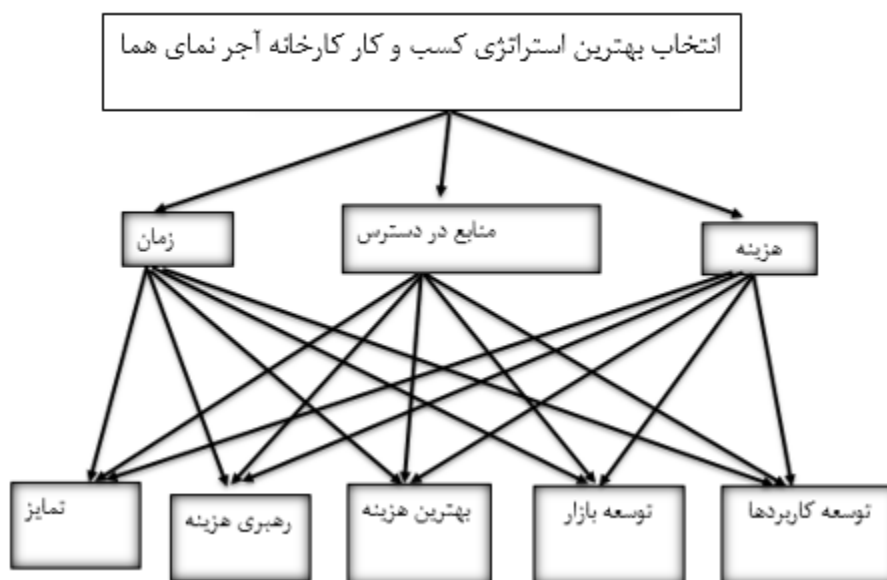 انتخاب بهترین استراتژی کسب و کار کارخانه آجر نمای هما
هزینه
منابع در دسترس
زمان
توسعه کاربردها
توسعه بازار
بهترین هزینه
رهبری هزینه
تمایز